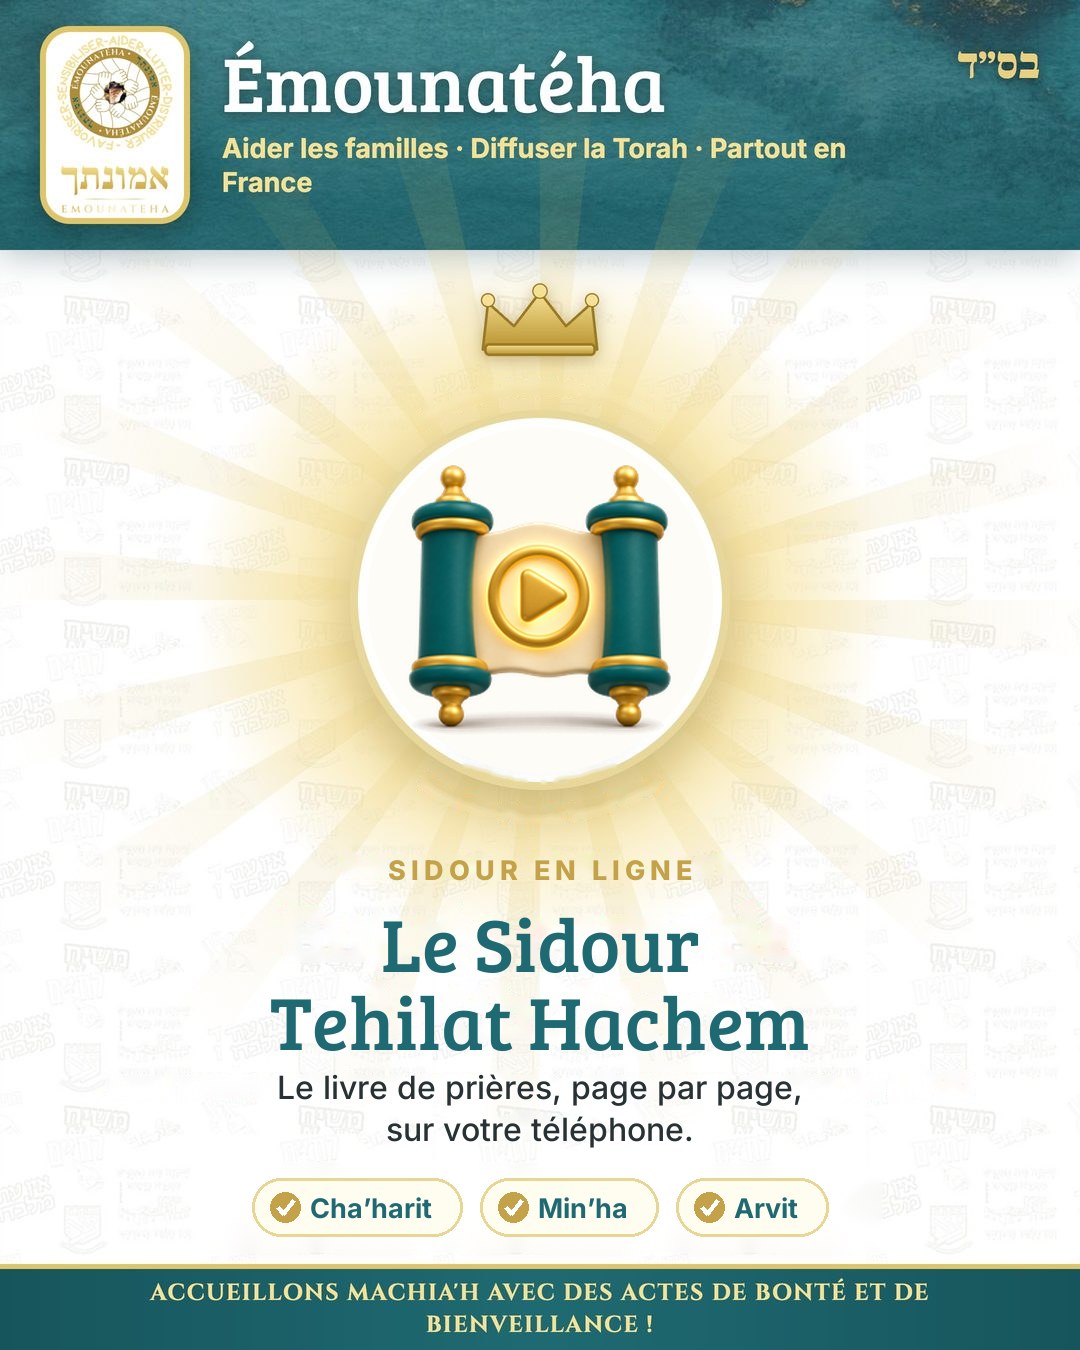 Émounatéha
בס״ד
Aider les familles · Diffuser la Torah · Partout en
France
אמונתך
EMOUNATEHA
SIDOUR EN LIGNE
Le Sidour
Tehilat Hachem
Le livre de prières, page par page,
sur votre téléphone.
Cha’harit
Min’ha
Arvit
ACCUEILLONS MACHIA'H AVEC DES ACTES DE BONTÉ ET DE
BIENVEILLANCE !